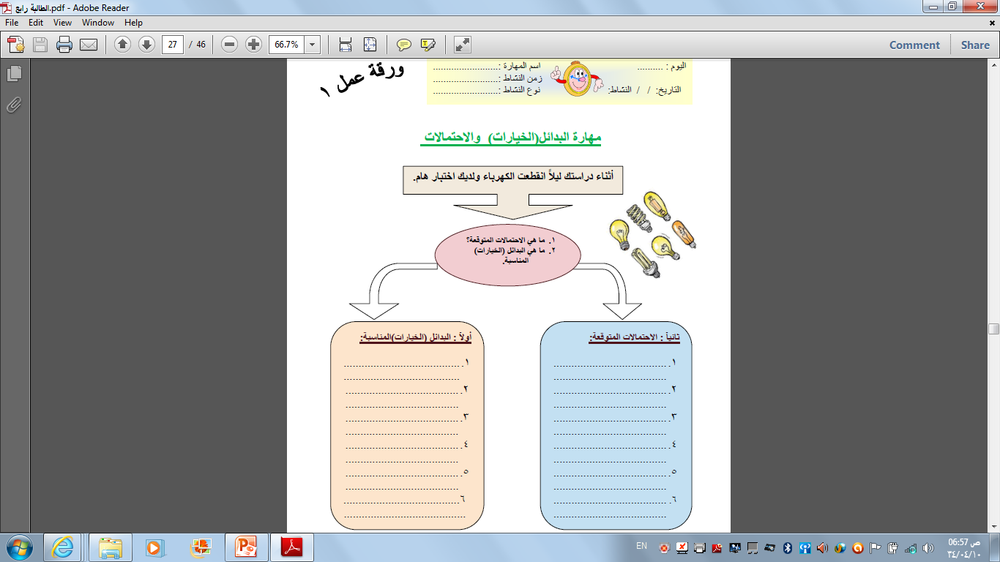 الطالبة رابع.pdf - Adobe Reader
File Edit View Window Help
27 / 46 66.7% Comment Share
ورقة عمل ١
اليوم : .......... اسم المهارة :.........................
زمن النشاط :.........................
التاريخ: / / النشاط: نوع النشاط :.........................
مهارة البدائل(الخيارات) والاحتمالات
أثناء دراستك ليلاً انقطعت الكهرباء ولديك اختبار هام.
١. ما هي الاحتمالات المتوقعة؟
٢. ما هي البدائل (الخيارات)
المناسبة.
أولاً : البدائل (الخيارات)المناسبة:
١. ......................................
......................................
٢. ......................................
......................................
٣. ......................................
......................................
٤. ......................................
......................................
٥. ......................................
......................................
٦. ......................................
......................................
ثانياً : الاحتمالات المتوقعة:
١. ......................................
......................................
٢. ......................................
......................................
٣. ......................................
......................................
٤. ......................................
......................................
٥. ......................................
......................................
٦. ......................................
......................................
EN
06:57 ص
٣٤/٠٤/١٠